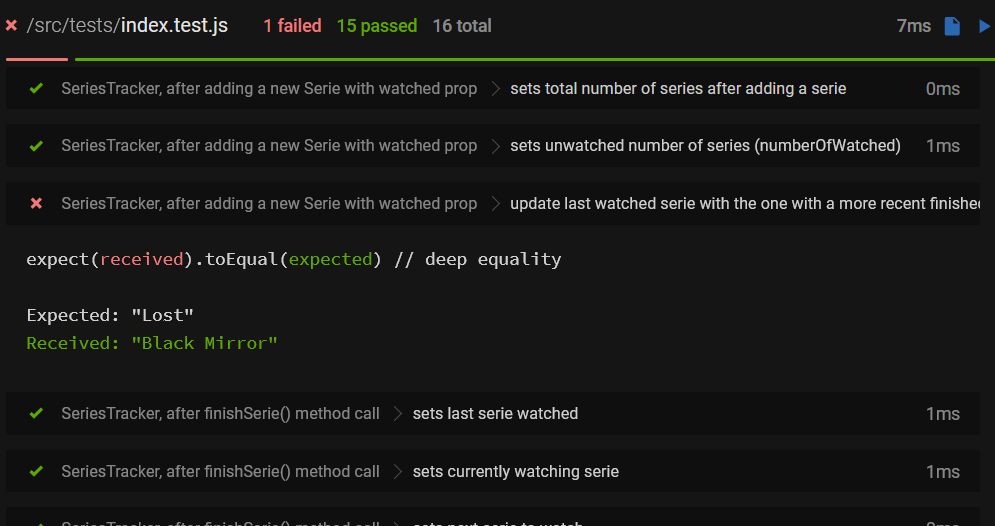 /src/tests/index.test.js 1 failed 15 passed 16 total 7ms
SeriesTracker, after adding a new Serie with watched prop sets total number of series after adding a serie 0ms
SeriesTracker, after adding a new Serie with watched prop sets unwatched number of series (numberOfWatched) 1ms
SeriesTracker, after adding a new Serie with watched prop update last watched serie with the one with a more recent finished
expect(received).toEqual(expected) // deep equality
Expected: "Lost"
Received: "Black Mirror"
SeriesTracker, after finishSerie() method call sets last serie watched 1ms
SeriesTracker, after finishSerie() method call sets currently watching serie 1ms
SeriesTracker, after finishSerie() method call sets next serie to watch